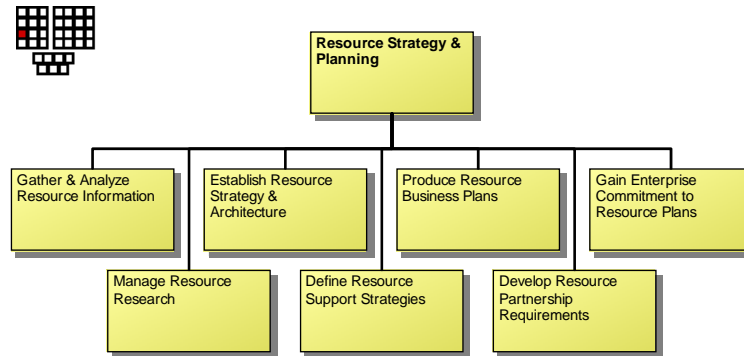 Resource Strategy &
Planning
Gather & Analyze
Resource Information
Establish Resource
Strategy &
Architecture
Produce Resource
Business Plans
Gain Enterprise
Commitment to
Resource Plans
Manage Resource
Research
Define Resource
Support Strategies
Develop Resource
Partnership
Requirements